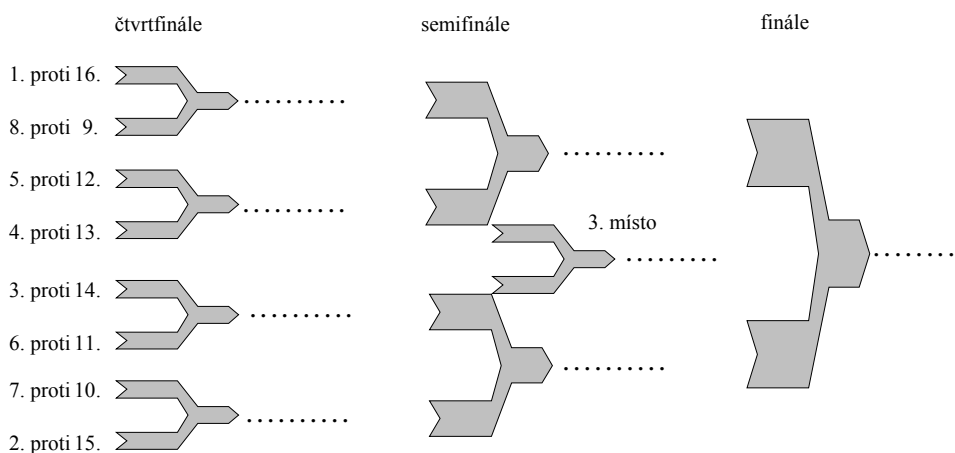 čtvrtfinále
semifinále
finále
1. proti 16.
8. proti 9.
5. proti 12.
4. proti 13.
3. místo
3. proti 14.
6. proti 11.
7. proti 10.
2. proti 15.